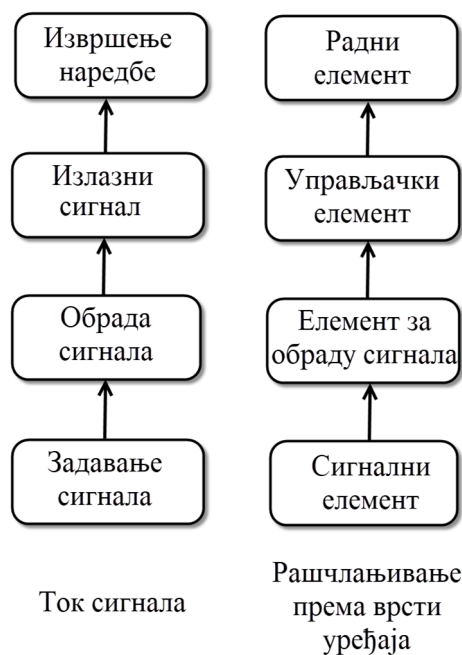 Извршење
наредбе
Излазни
сигнал
Обрада
сигнала
Задавање
сигнала
Ток сигнала
Радни
елемент
Управљачки
елемент
Елемент за
обраду сигнала
Сигнални
елемент
Рашчлањивање
према врсти
уређаја